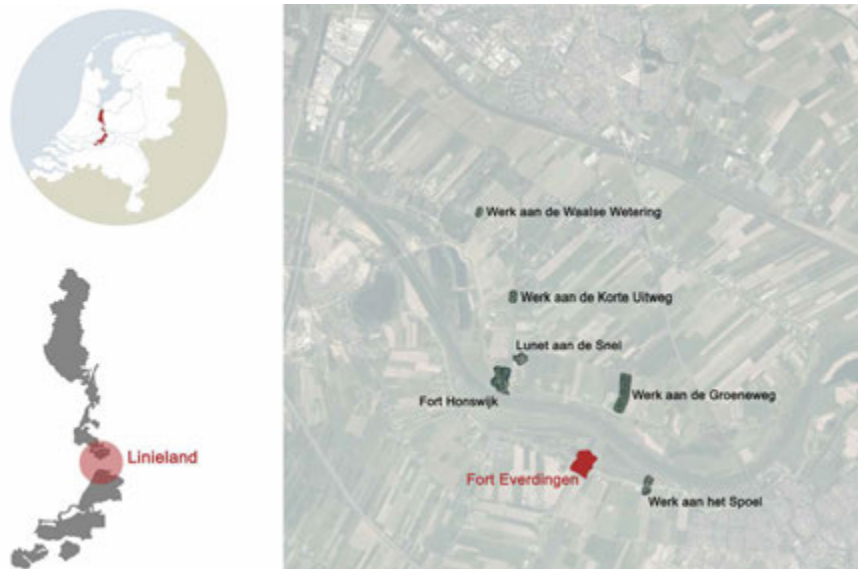 Werk aan de Waalse Wetering
Werk aan de Korte Uitweg
Lunet aan de Snel
Fort Honswijk
Werk aan de Groeneweg
Linieland
Fort Everdingen
Werk aan het Spoel